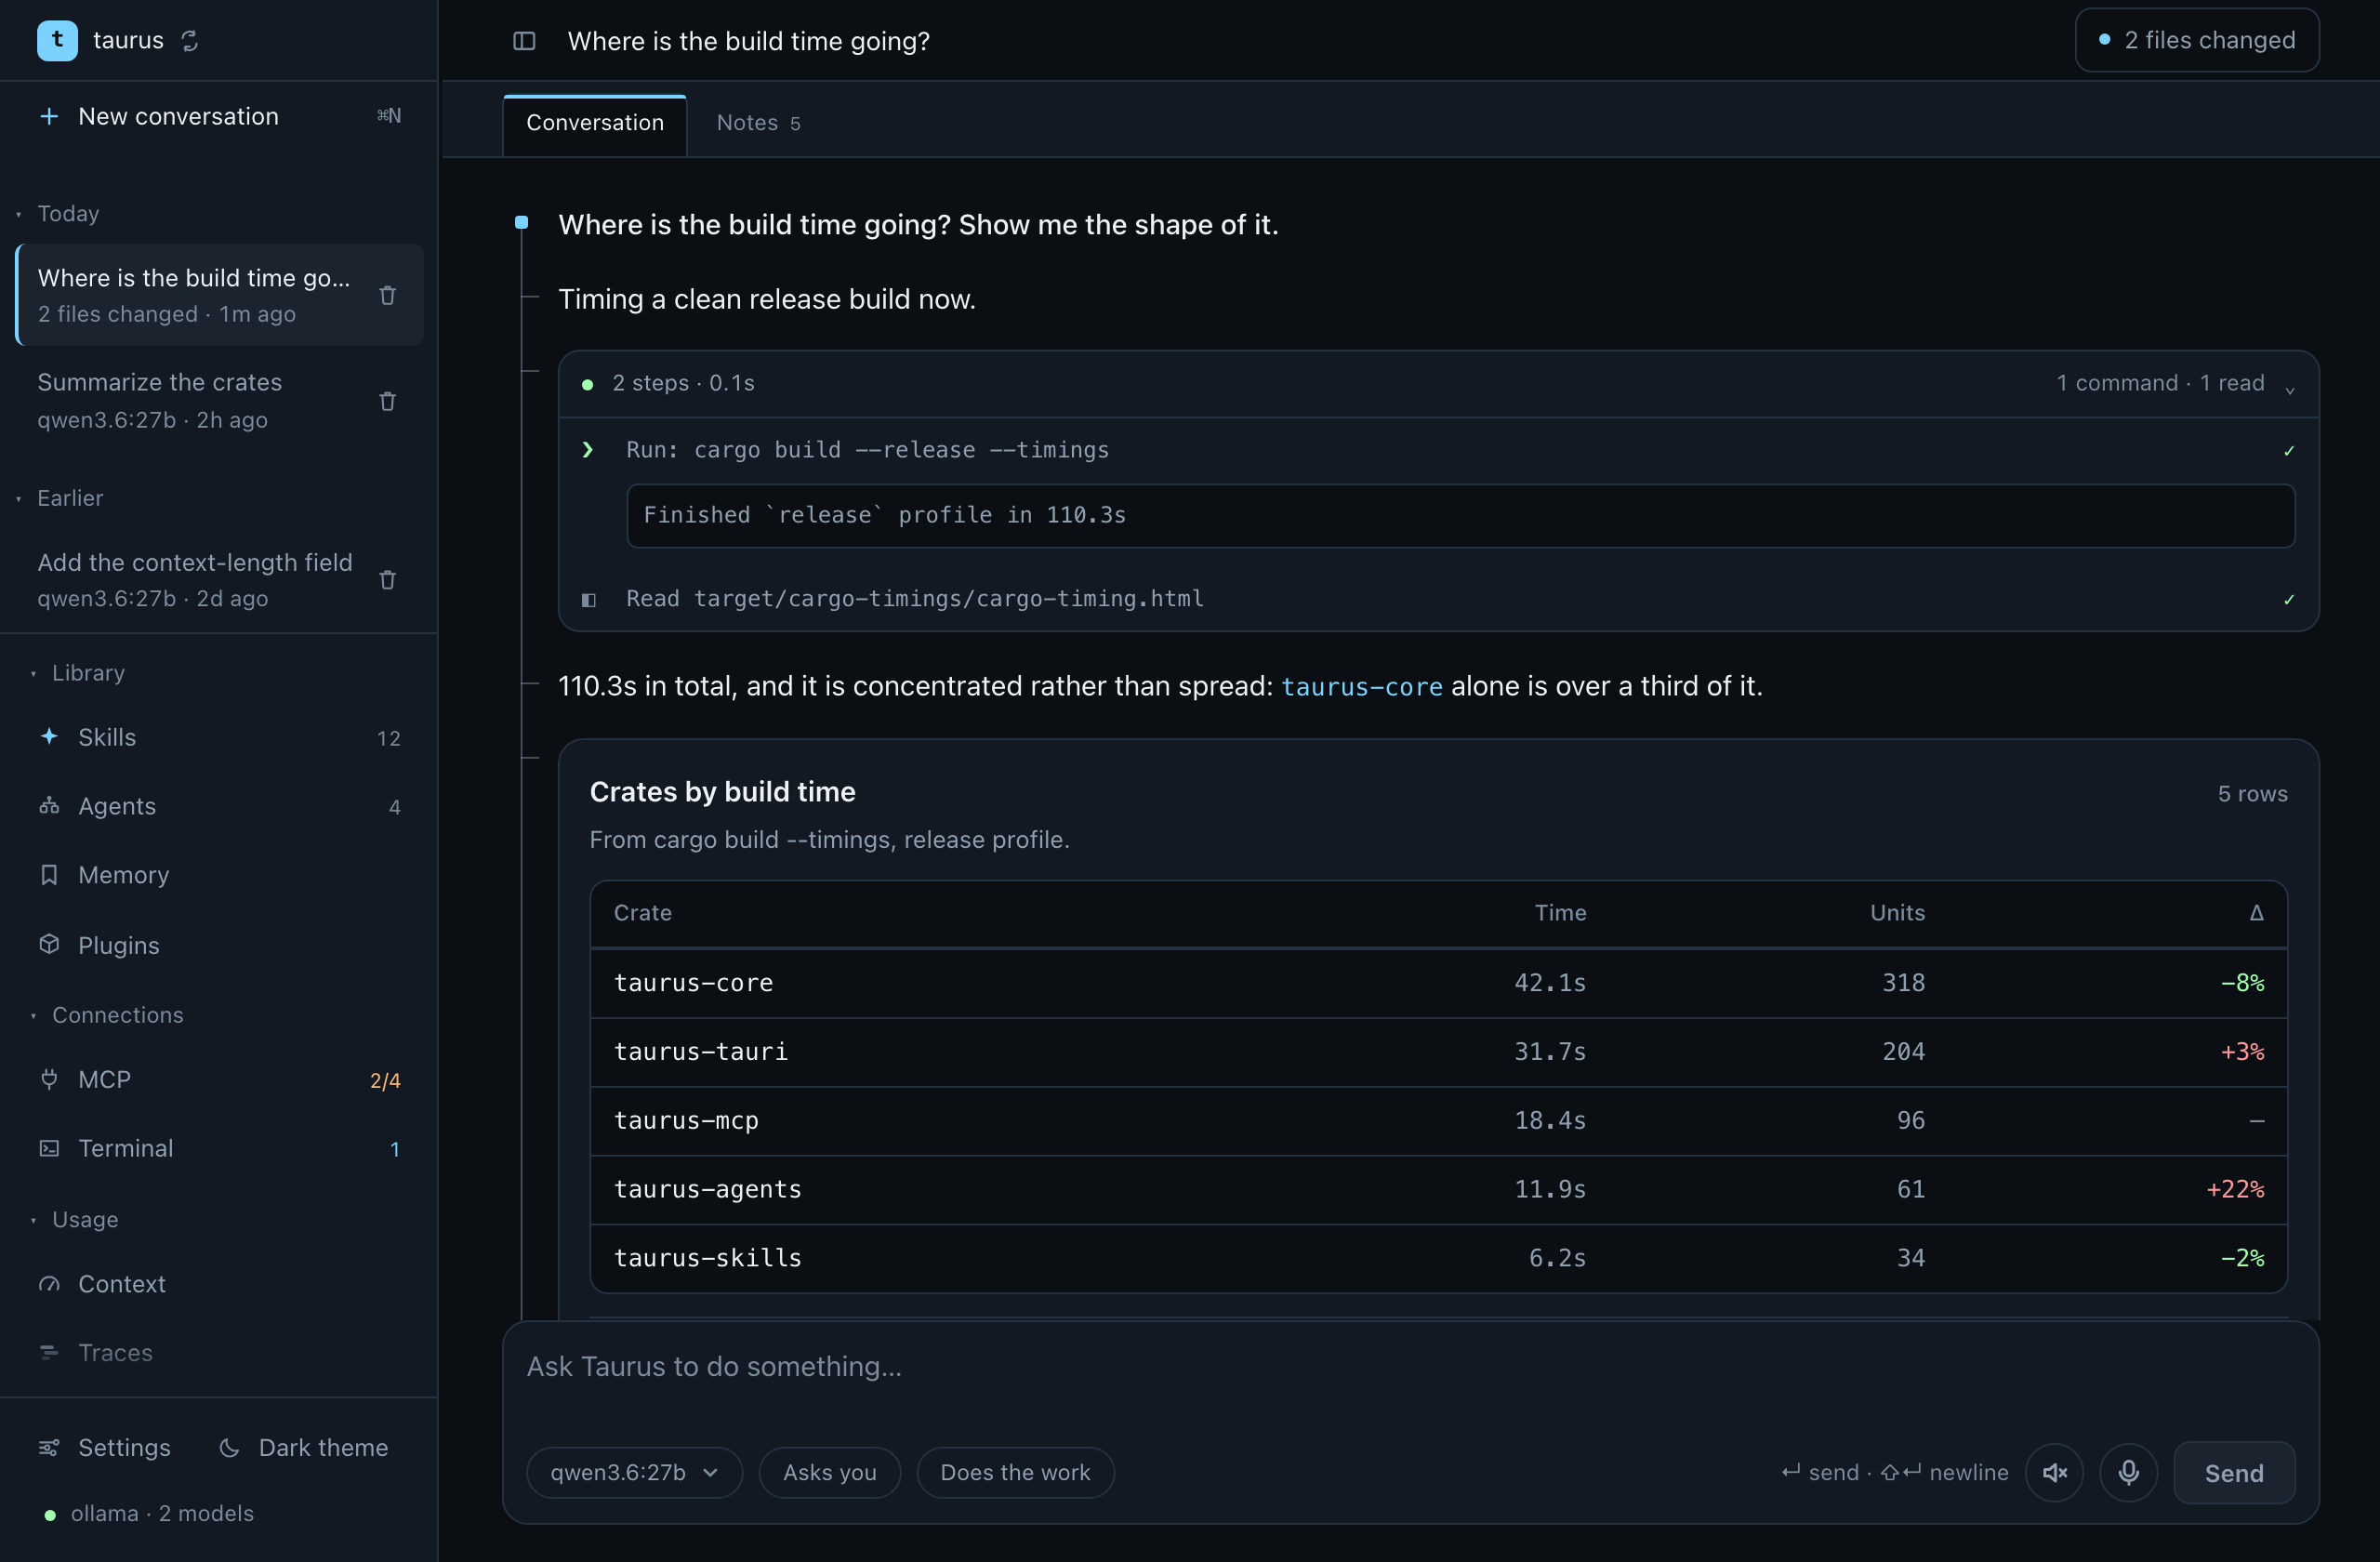 t taurus
New conversation ⌘N
Today
Where is the build time go...
2 files changed · 1m ago
Summarize the crates
qwen3.6:27b · 2h ago
Earlier
Add the context-length field
qwen3.6:27b · 2d ago
Library
Skills 12
Agents 4
Memory
Plugins
Connections
MCP 2/4
Terminal 1
Usage
Context
Traces
Settings Dark theme
ollama · 2 models
Where is the build time going? 2 files changed
Conversation Notes 5
Where is the build time going? Show me the shape of it.
Timing a clean release build now.
2 steps · 0.1s 1 command · 1 read
Run: cargo build --release --timings ✓
Finished `release` profile in 110.3s
Read target/cargo-timings/cargo-timing.html ✓
110.3s in total, and it is concentrated rather than spread: taurus-core alone is over a third of it.
Crates by build time 5 rows
From cargo build --timings, release profile.
Crate Time Units Δ
taurus-core 42.1s 318 −8%
taurus-tauri 31.7s 204 +3%
taurus-mcp 18.4s 96 —
taurus-agents 11.9s 61 +22%
taurus-skills 6.2s 34 −2%
Ask Taurus to do something...
qwen3.6:27b Asks you Does the work ↵ send · ⇧↵ newline Send